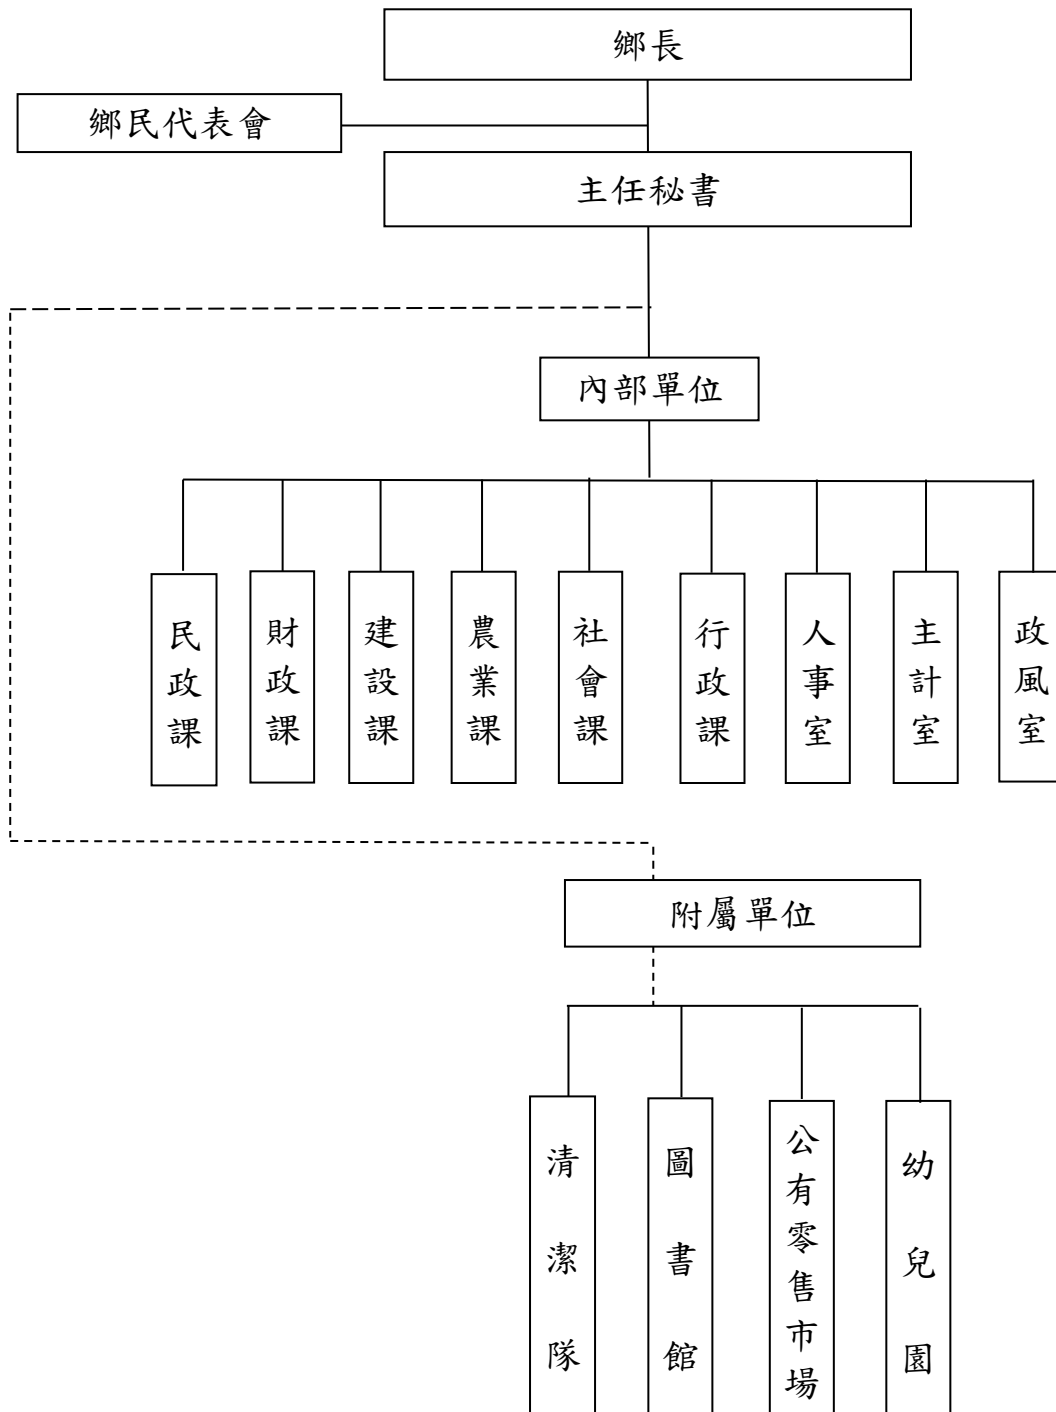 鄉長
鄉民代表會
主任秘書
內部單位
民政課
財政課
建設課
農業課
社會課
行政課
人事室
主計室
政風室
附屬單位
清潔隊
圖書館
公有零售市場
幼兒園